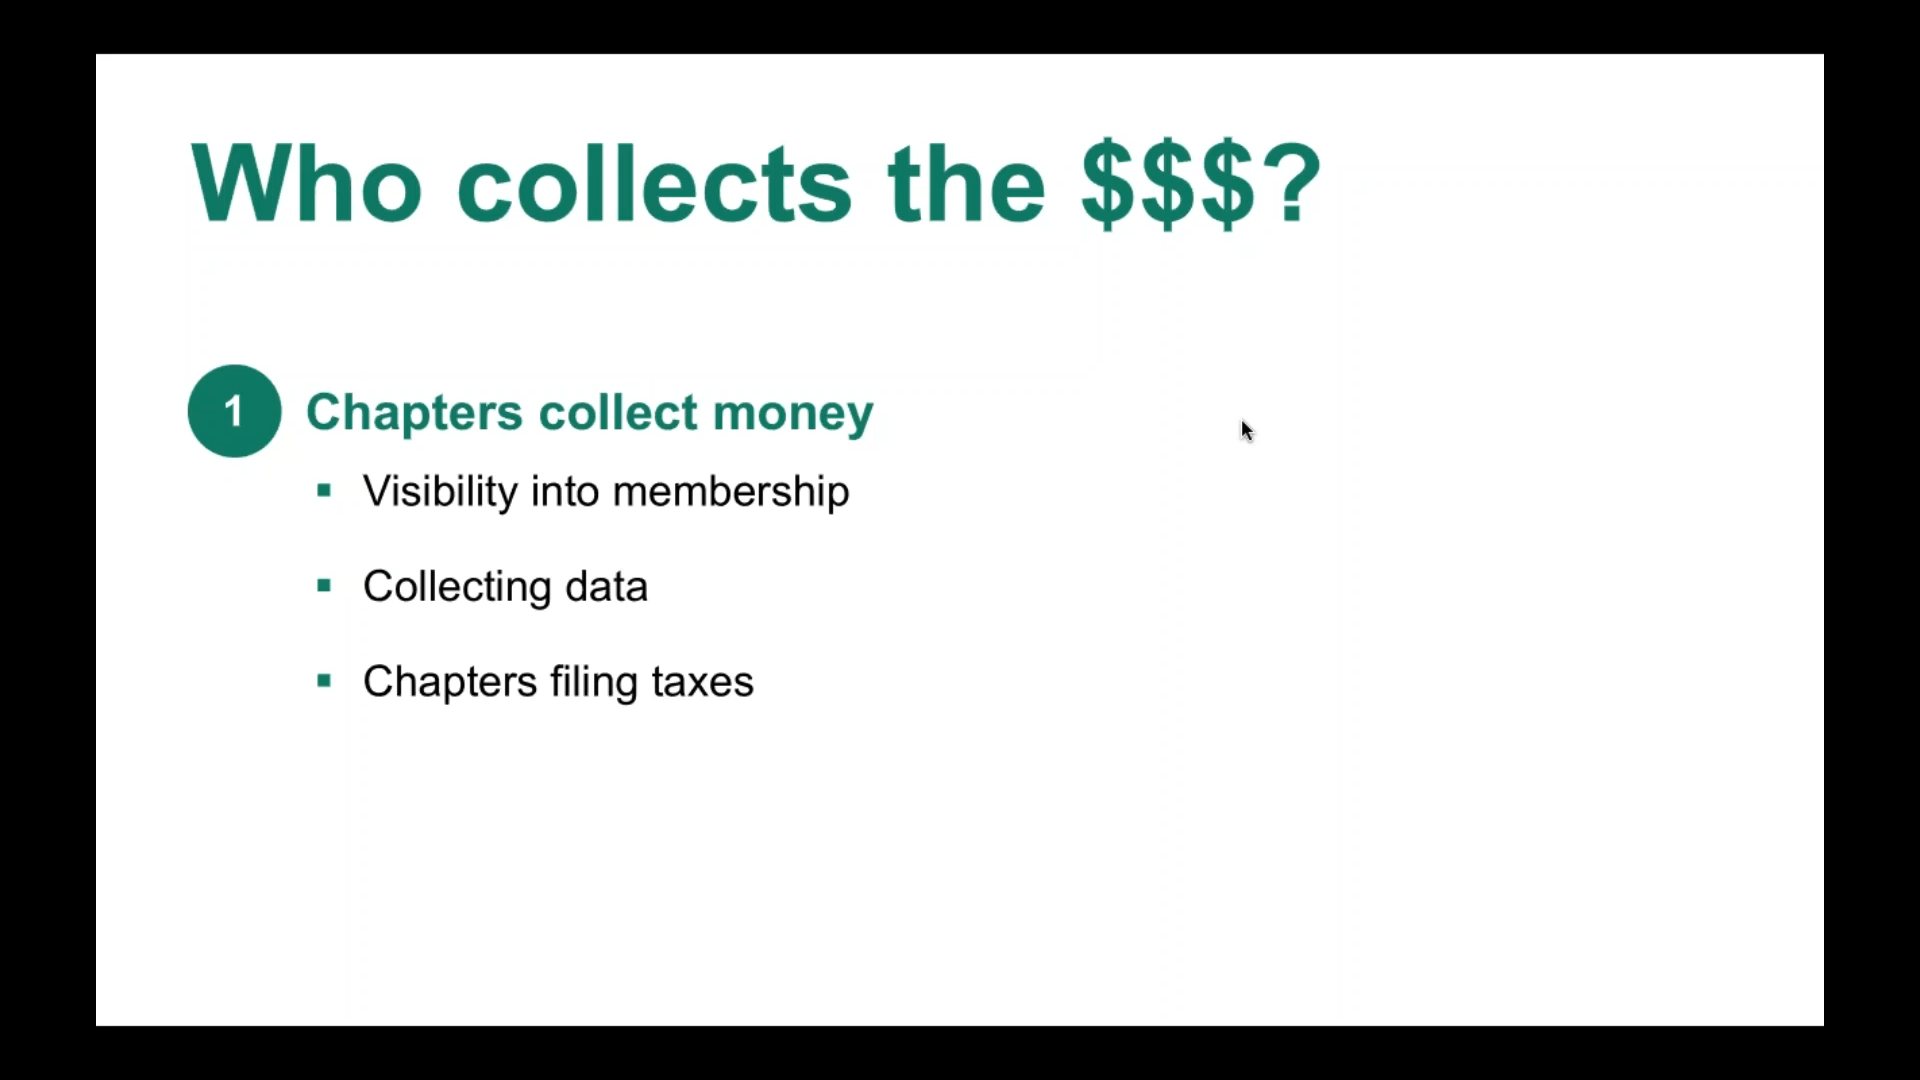 Who collects the $$$?
1 Chapters collect money
▪ Visibility into membership
▪ Collecting data
▪ Chapters filing taxes